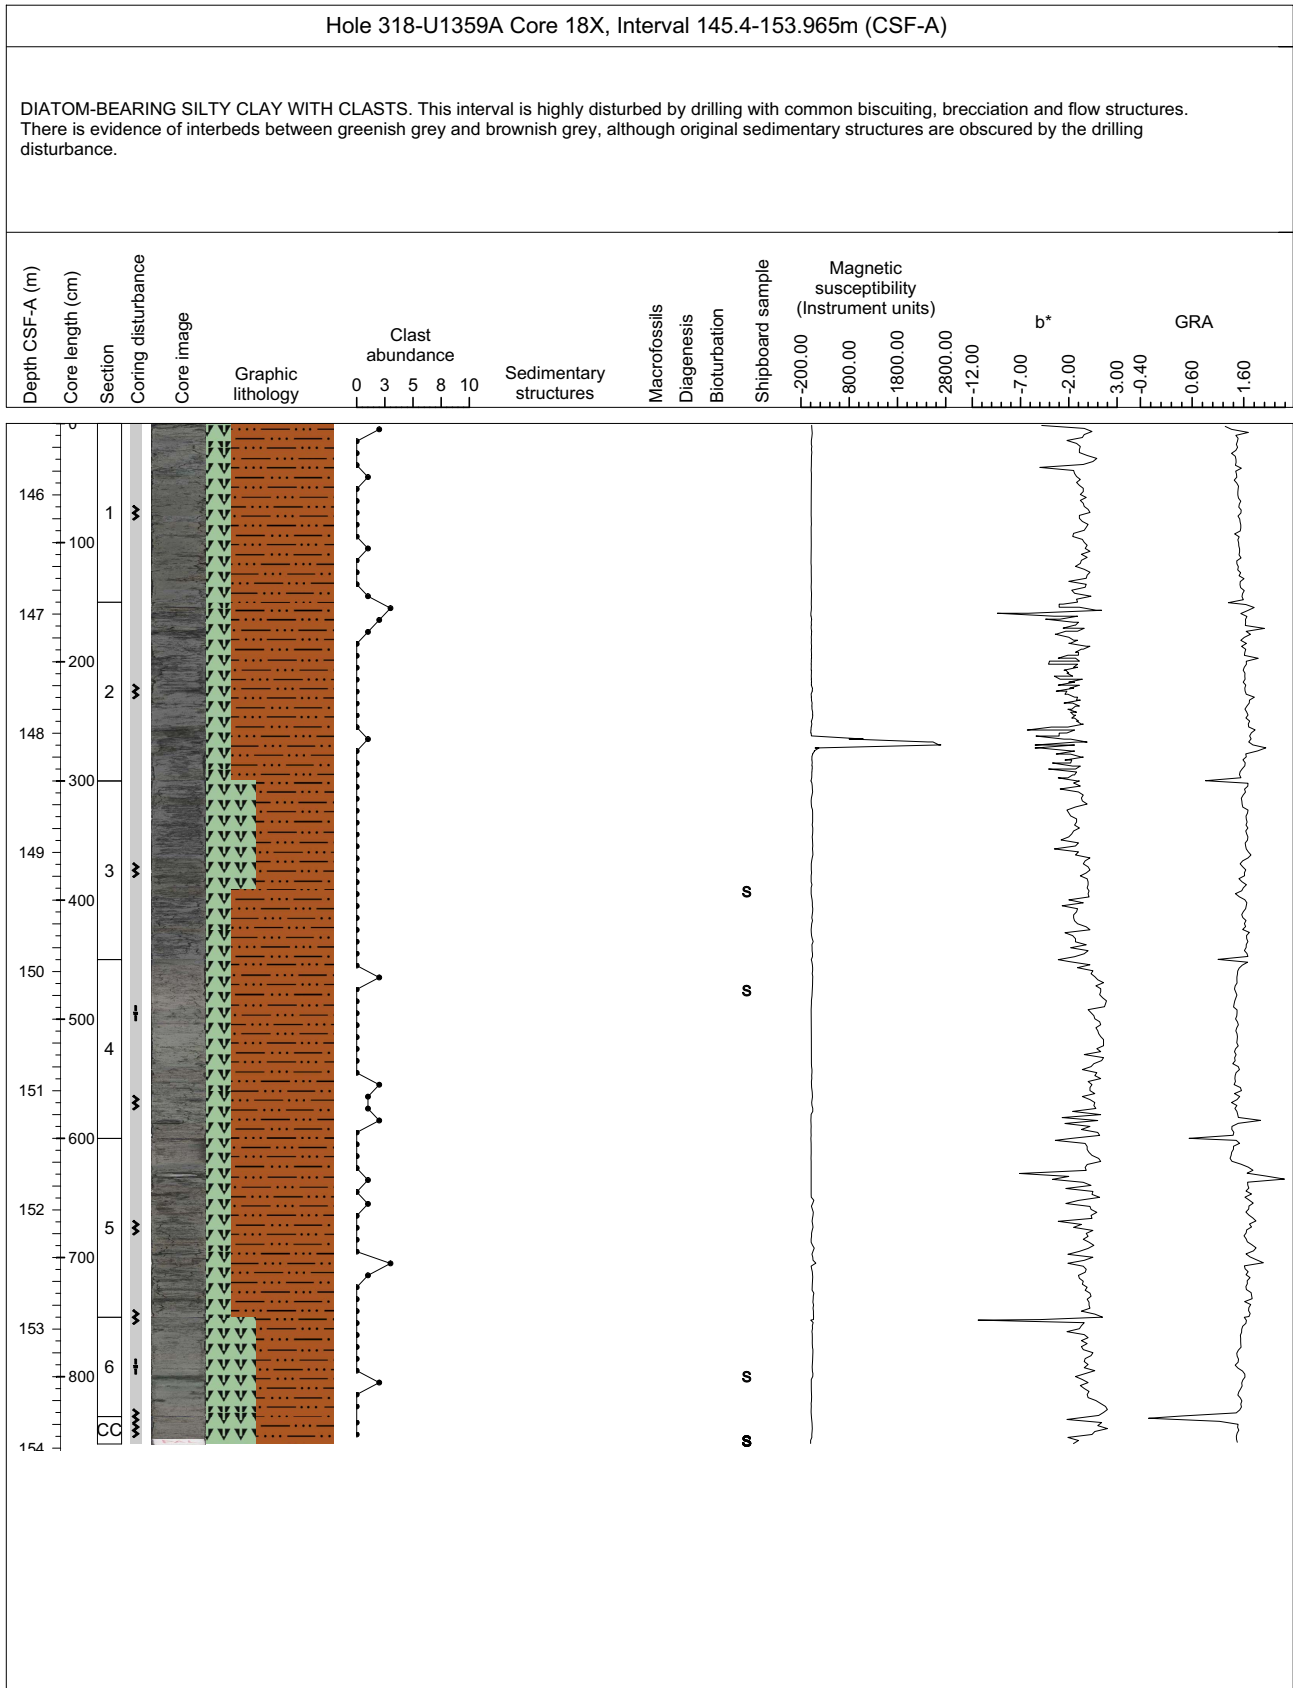 Hole 318-U1359A Core 18X, Interval 145.4-153.965m (CSF-A)
DIATOM-BEARING SILTY CLAY WITH CLASTS. This interval is highly disturbed by drilling with common biscuiting, brecciation and flow structures.
There is evidence of interbeds between greenish grey and brownish grey, although original sedimentary structures are obscured by the drilling
disturbance.
Depth CSF-A (m)
Core length (cm)
Section
Coring disturbance
Core image
Graphic
lithology
Clast
abundance
0 3 5 8 10
Sedimentary
structures
Macrofossils
Diagenesis
Bioturbation
Shipboard sample
Magnetic
susceptibility
(Instrument units)
-200.00
800.00
1800.00
2800.00
b*
-12.00
-7.00
-2.00
3.00
GRA
-0.40
0.60
1.60
0
146
1
100
147
200
2
148
300
149
3
S
400
150
S
500
4
151
600
152
5
700
153
6
800
S
CC
S
154